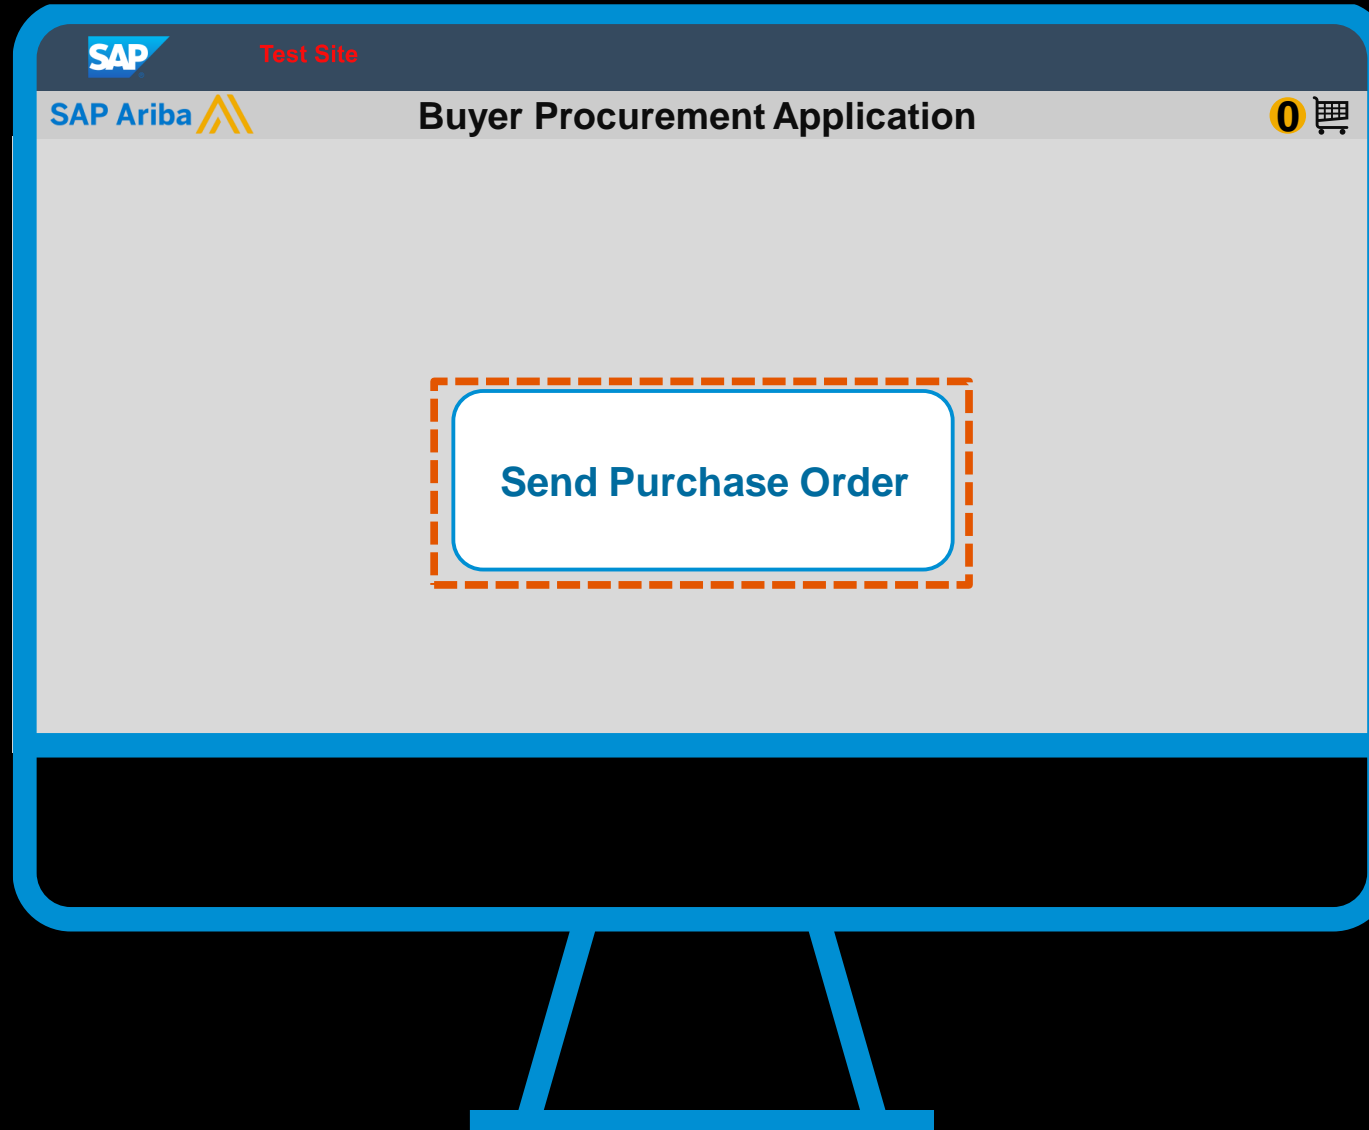 SAP
Test Site
SAP Ariba
Buyer Procurement Application
0
Send Purchase Order